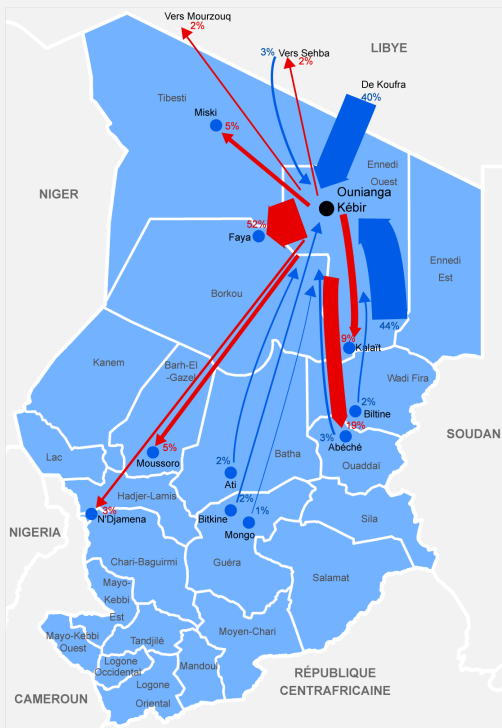 Vers Mourzouq
2%
3%
Vers Sehba
2%
LIBYE
De Koufra
40%
Tibesti
Miski
5%
Ennedi
Ouest
NIGER
Ounianga
Kébir
52%
Faya
Ennedi
Est
Borkou
44%
9%
Kalaït
Kanem
Barh-El
-Gazel
Wadi Fira
2%
Biltine
19%
3%
Abéché
SOUDAN
5%
Moussoro
Lac
2%
Ati
Batha
Ouaddaï
Hadjer-Lamis
3%
N'Djamena
2%
Bitkine
1%
Mongo
Sila
NIGERIA
Chari-Baguirmi
Guéra
Salamat
Mayo-
Kebbi
Est
Mayo-Kebbi
Ouest
Tandjilé
Moyen-Chari
Logone
Occidental
Mandoul
Logone
Oriental
RÉPUBLIQUE
CENTRAFRICAINE
CAMEROUN